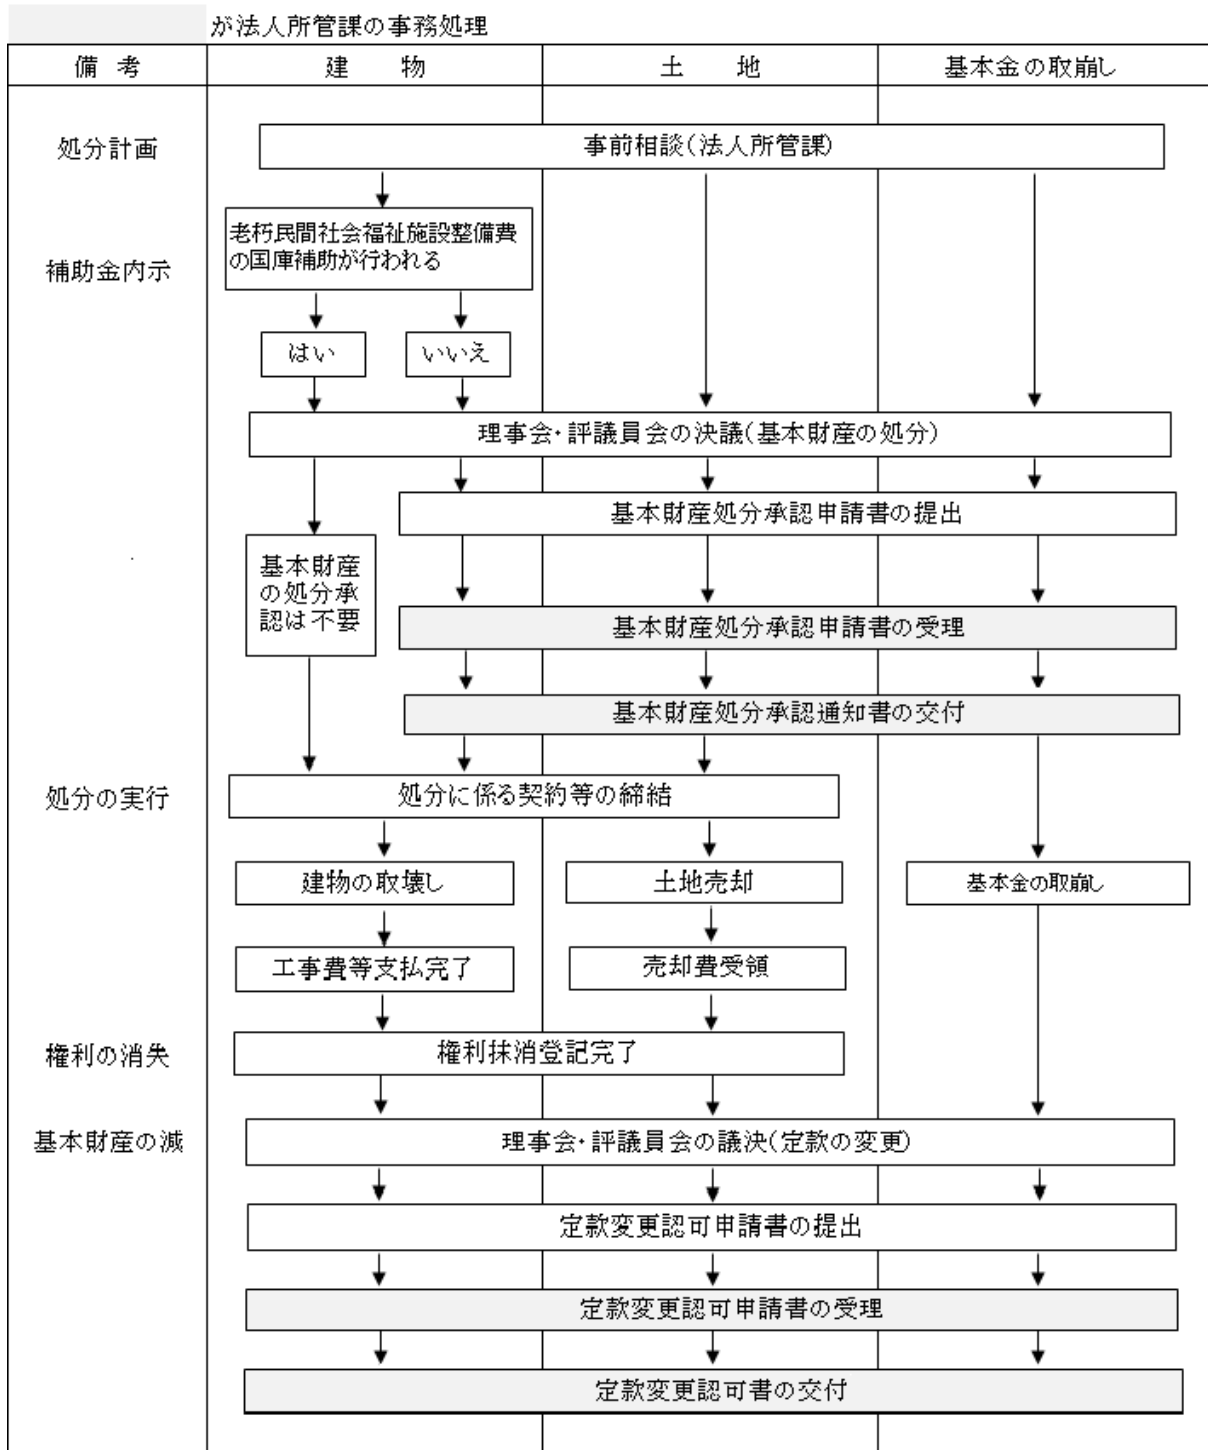 が法人所管課の事務処理
備 考
建 物
土 地
基本金の取崩し
処分計画
事前相談(法人所管課)
老朽民間社会福祉施設整備費
の国庫補助が行われる
補助金内示
はい
いいえ
理事会・評議員会の決議(基本財産の処分)
基本財産処分承認申請書の提出
基本財産
の処分承
認は不要
基本財産処分承認申請書の受理
基本財産処分承認通知書の交付
処分の実行
処分に係る契約等の締結
建物の取壊し
土地売却
基本金の取崩し
工事費等支払完了
売却費受領
権利の消失
権利抹消登記完了
基本財産の減
理事会・評議員会の議決(定款の変更)
定款変更認可申請書の提出
定款変更認可申請書の受理
定款変更認可書の交付